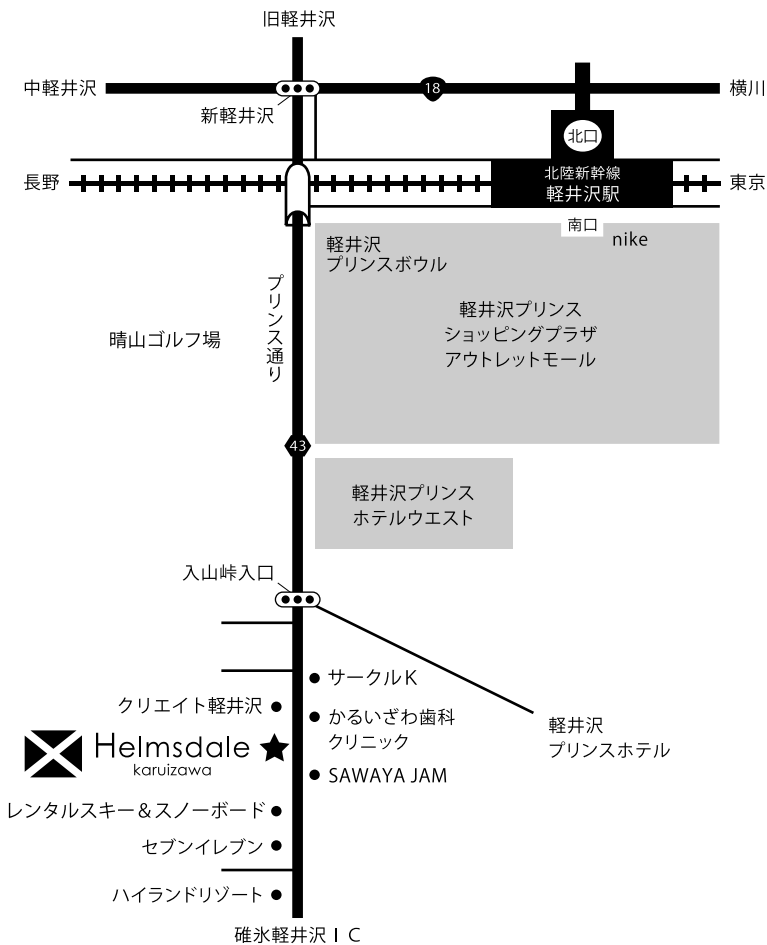 旧軽井沢
中軽井沢
18
横川
新軽井沢
北口
長野
北陸新幹線
軽井沢駅
東京
南口
nike
軽井沢
プリンスボウル
プリンス通り
軽井沢プリンス
ショッピングプラザ
アウトレットモール
晴山ゴルフ場
43
軽井沢プリンス
ホテルウエスト
入山峠入口
サークルK
クリエイト軽井沢
かるいざわ歯科
クリニック
軽井沢
プリンスホテル
Helmsdale
karuizawa
SAWAYA JAM
レンタルスキー&スノーボード
セブンイレブン
ハイランドリゾート
碓氷軽井沢IC